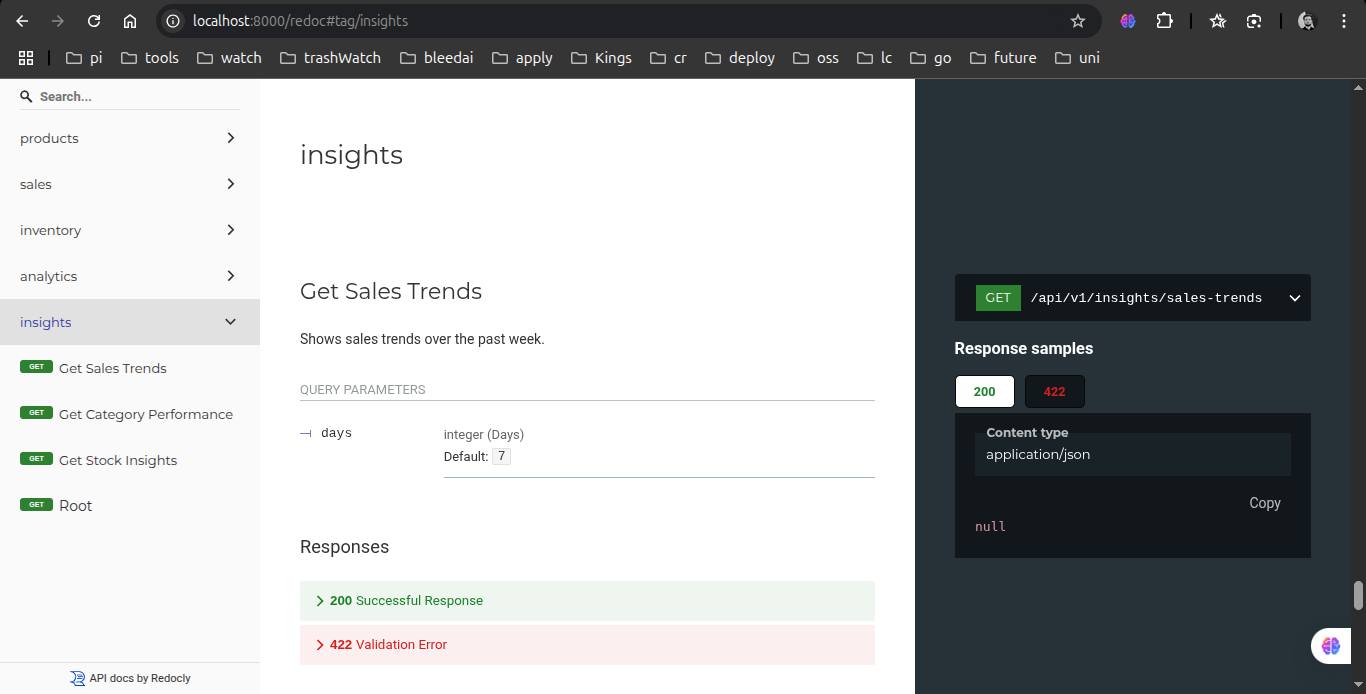 localhost:8000/redoc#tag/insights
pi tools watch trashWatch bleedai apply Kings cr deploy oss lc go future uni
Search...
products
sales
inventory
analytics
insights
GET Get Sales Trends
GET Get Category Performance
GET Get Stock Insights
GET Root
API docs by Redocly
insights
Get Sales Trends
Shows sales trends over the past week.
QUERY PARAMETERS
days
integer (Days)
Default: 7
Responses
200 Successful Response
422 Validation Error
GET /api/v1/insights/sales-trends
Response samples
200 422
Content type
application/json
Copy
null